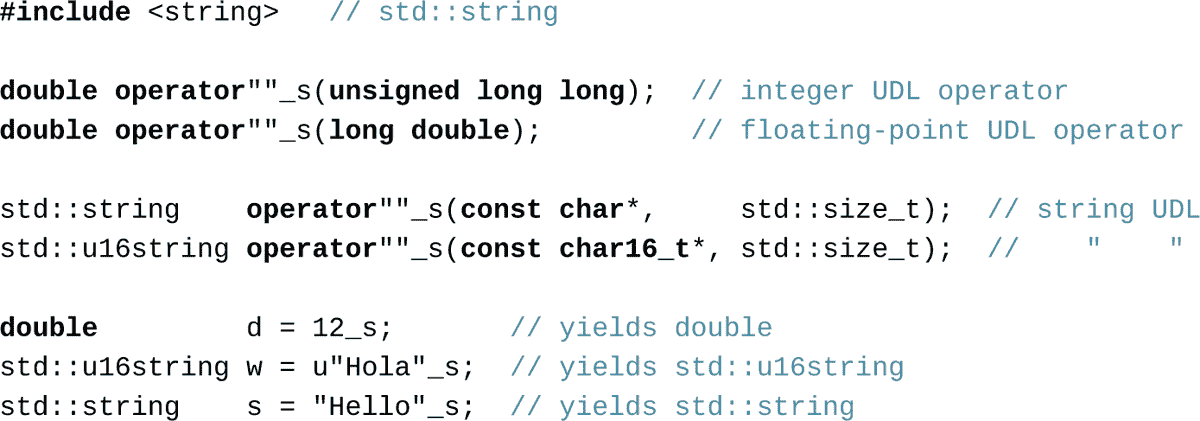 #include <string>   // std::string
double operator""_s(unsigned long long);  // integer UDL operator
double operator""_s(long double);         // floating-point UDL operator
std::string    operator""_s(const char*,     std::size_t);  // string UDL
std::u16string operator""_s(const char16_t*, std::size_t);  //    "    "
double         d = 12_s;       // yields double
std::u16string w = u"Hola"_s;  // yields std::u16string
std::string    s = "Hello"_s;  // yields std::string